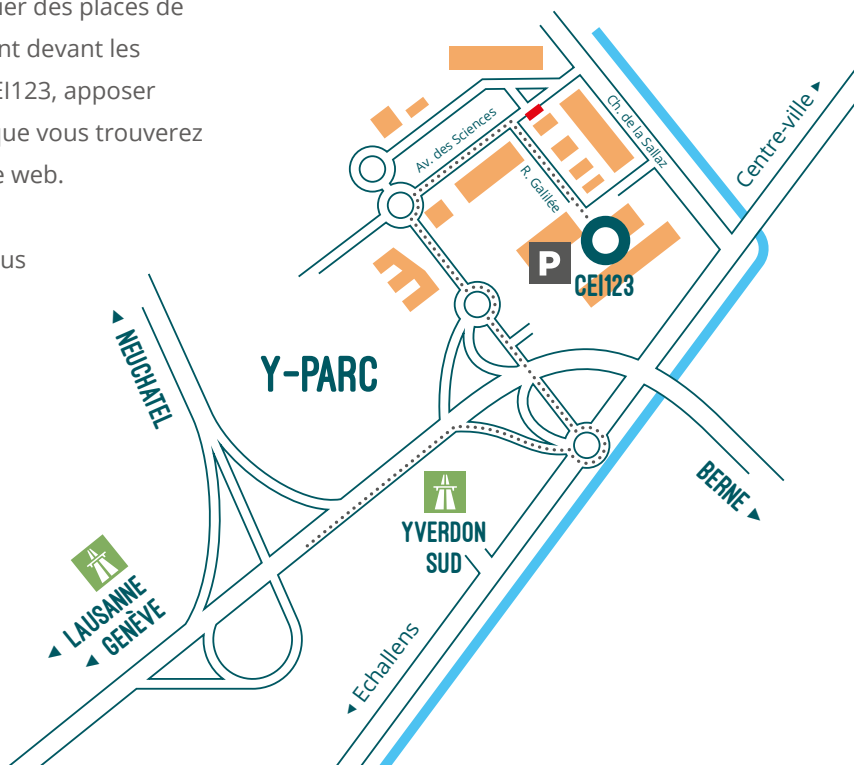 ier des places de
nt devant les
EI123, apposer
que vous trouverez
e web.
us
Av. des Sciences
Ch. de la Sallaz
R. Galilée
Centre-ville
P
CEI123
NEUCHATEL
Y-PARC
BERNE
YVERDON
SUD
LAUSANNE
GENÈVE
Echallens